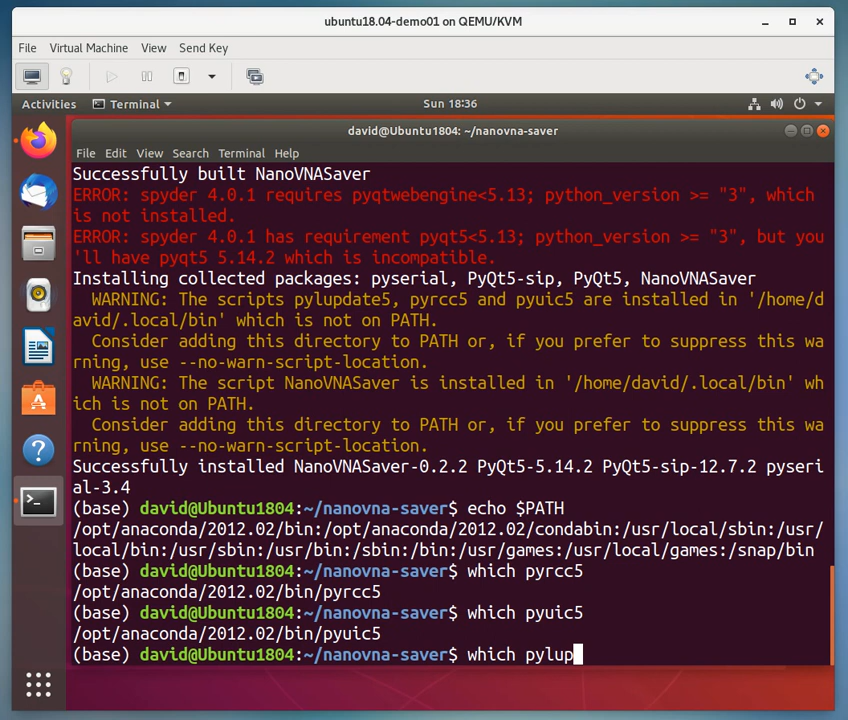 ubuntu18.04-demo01 on QEMU/KVM
File Virtual Machine View Send Key
Activities Terminal Sun 18:36
david@Ubuntu1804: ~/nanovna-saver
File Edit View Search Terminal Help
Successfully built NanoVNASaver
ERROR: spyder 4.0.1 requires pyqtwebengine<5.13; python_version >= "3", which
is not installed.
ERROR: spyder 4.0.1 has requirement pyqt5<5.13; python_version >= "3", but you
'll have pyqt5 5.14.2 which is incompatible.
Installing collected packages: pyserial, PyQt5-sip, PyQt5, NanoVNASaver
WARNING: The scripts pylupdate5, pyrcc5 and pyuic5 are installed in '/home/d
avid/.local/bin' which is not on PATH.
Consider adding this directory to PATH or, if you prefer to suppress this wa
rning, use --no-warn-script-location.
WARNING: The script NanoVNASaver is installed in '/home/david/.local/bin' wh
ich is not on PATH.
Consider adding this directory to PATH or, if you prefer to suppress this wa
rning, use --no-warn-script-location.
Successfully installed NanoVNASaver-0.2.2 PyQt5-5.14.2 PyQt5-sip-12.7.2 pyseri
al-3.4
(base) david@Ubuntu1804:~/nanovna-saver$ echo $PATH
/opt/anaconda/2012.02/bin:/opt/anaconda/2012.02/condabin:/usr/local/sbin:/usr/
local/bin:/usr/sbin:/usr/bin:/sbin:/bin:/usr/games:/usr/local/games:/snap/bin
(base) david@Ubuntu1804:~/nanovna-saver$ which pyrcc5
/opt/anaconda/2012.02/bin/pyrcc5
(base) david@Ubuntu1804:~/nanovna-saver$ which pyuic5
/opt/anaconda/2012.02/bin/pyuic5
(base) david@Ubuntu1804:~/nanovna-saver$ which pylup